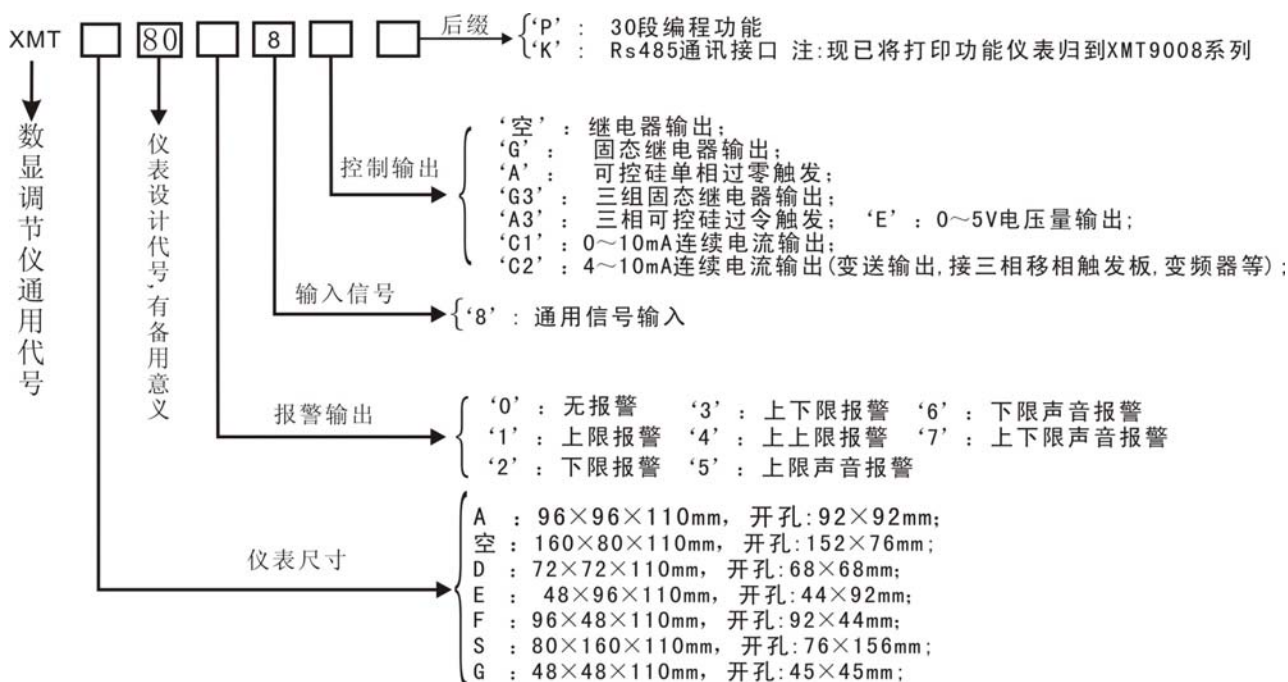 XMT 80 8 后缀 ‘P’： 30段编程功能
‘K’： Rs485通讯接口 注:现已将打印功能仪表归到XMT9008系列
数显调节仪通用代号
仪表设计代号,有备用意义
控制输出
‘空’：继电器输出;
‘G’： 固态继电器输出;
‘A’： 可控硅单相过零触发;
‘G3’：三组固态继电器输出;
‘A3’：三相可控硅过令触发; ‘E’：0～5V电压量输出;
‘C1’：0～10mA连续电流输出;
‘C2’：4～10mA连续电流输出(变送输出,接三相移相触发板,变频器等);
输入信号
‘8’：通用信号输入
报警输出
‘0’：无报警 ‘3’：上下限报警 ‘6’：下限声音报警
‘1’：上限报警 ‘4’：上上限报警 ‘7’：上下限声音报警
‘2’：下限报警 ‘5’：上限声音报警
仪表尺寸
A ：96×96×110mm, 开孔:92×92mm;
空：160×80×110mm, 开孔:152×76mm;
D ：72×72×110mm, 开孔:68×68mm;
E ： 48×96×110mm, 开孔:44×92mm;
F ：96×48×110mm, 开孔:92×44mm;
S ：80×160×110mm, 开孔:76×156mm;
G ：48×48×110mm, 开孔:45×45mm;